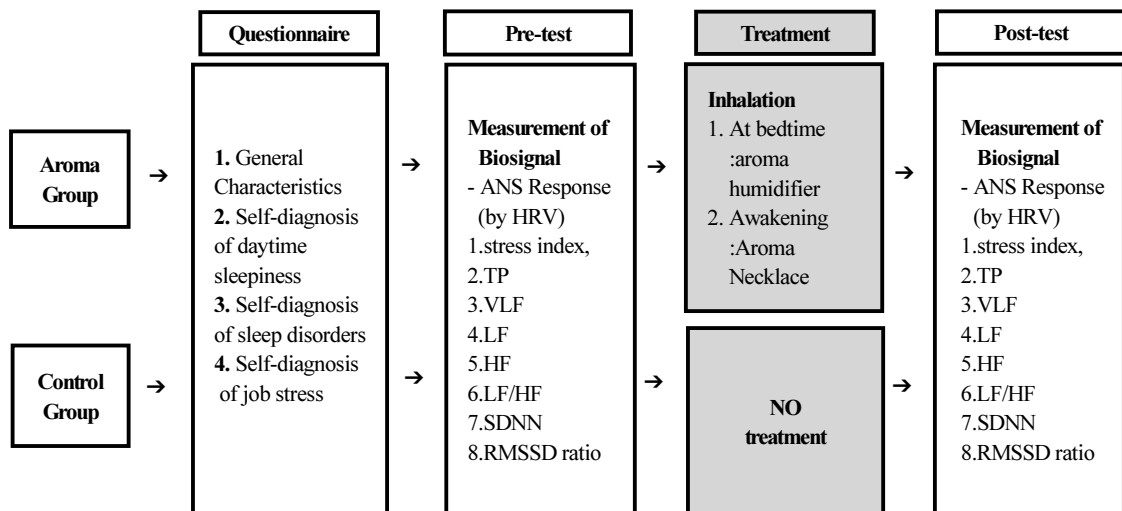 Questionnaire
Pre-test
Treatment
Post-test
Aroma
Group
➔
Control
Group
➔
1. General
Characteristics
2. Self-diagnosis
of daytime
sleepiness
3. Self-diagnosis
of sleep disorders
4. Self-diagnosis
of job stress
➔
➔
Measurement of
Biosignal
- ANS Response
(by HRV)
1.stress index,
2.TP
3.VLF
4.LF
5.HF
6.LF/HF
7.SDNN
8.RMSSD ratio
➔
➔
Inhalation
1. At bedtime
:aroma
humidifier
2. Awakening
:Aroma
Necklace
NO
treatment
➔
➔
Measurement of
Biosignal
- ANS Response
(by HRV)
1.stress index,
2.TP
3.VLF
4.LF
5.HF
6.LF/HF
7.SDNN
8.RMSSD ratio